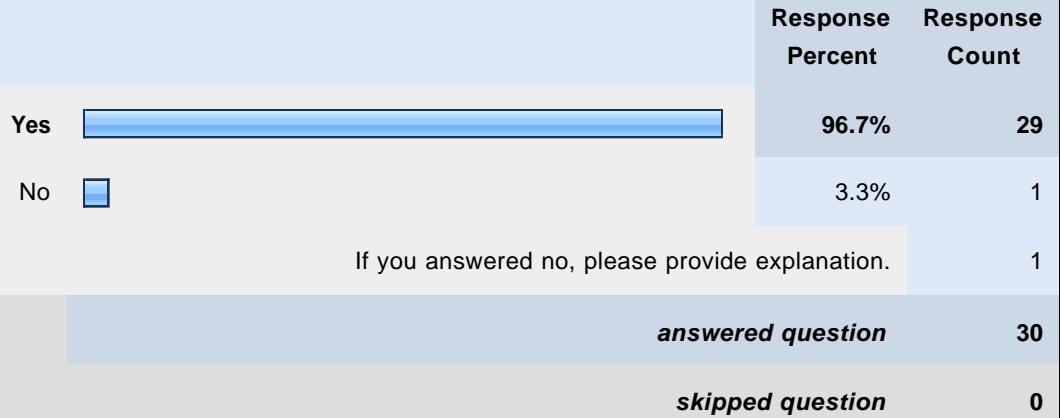 Response Percent Response Count
Yes 96.7% 29
No 3.3% 1
If you answered no, please provide explanation. 1
answered question 30
skipped question 0